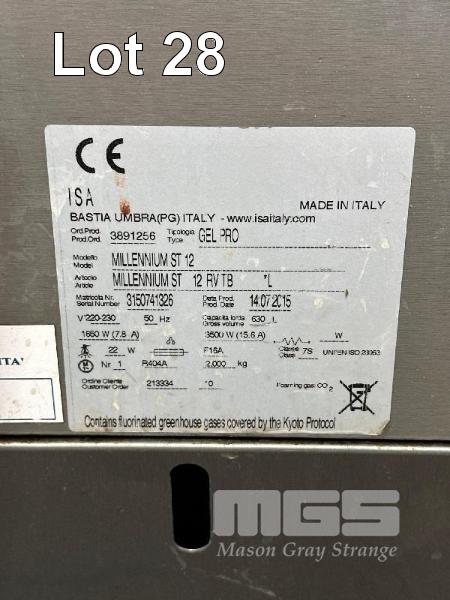 Lot 28
CE
ISA
MADE IN ITALY
BASTIA UMBRA(PG) ITALY - www.isaitaly.com
Ord.Prod. Prod.Ord. 3891256 Tipologia Type GEL PRO
Modello Model MILLENNIUM ST 12
Articolo Article MILLENNIUM ST 12 RV TB *L
Matricola Nr. Serial Number 3150741326 Data Prod. Prod. Date 14.07.2015
V 220-230 50 Hz Capacità lorda Gross volume 630 L
1650 W (7.8 A) 3500 W (15.6 A) W
22 W F16A Classe Class 7S UNI EN ISO 23953
Nr 1 R404A 2.000 kg
Ordine Cliente Customer Order 213334 10 Foaming gas: CO2
Contains fluorinated greenhouse gases covered by the Kyoto Protocol
ITA'
MGS
Mason Gray Strange